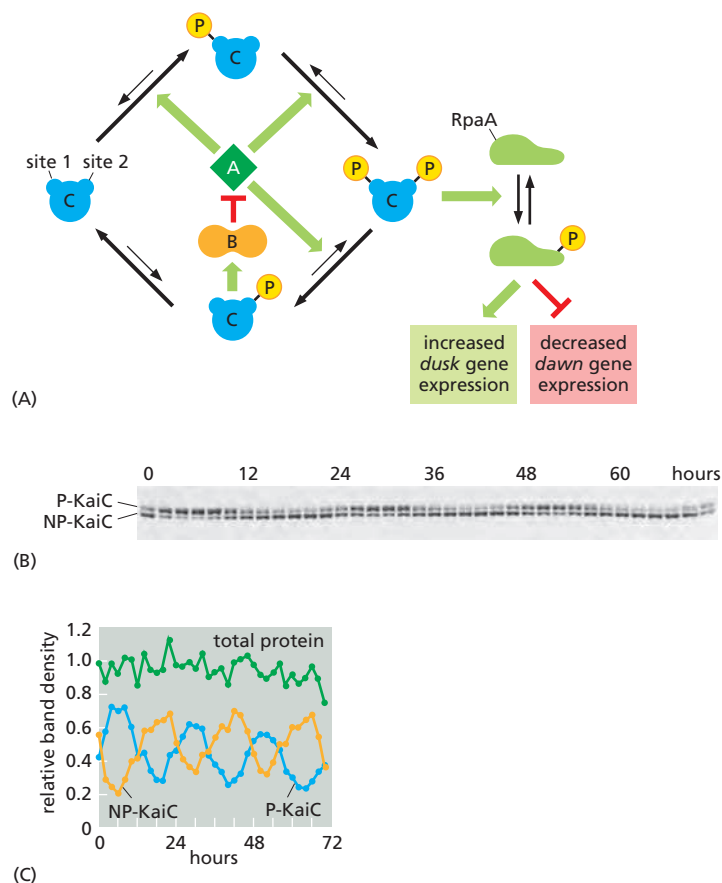 P
C
RpaA
site 1 site 2
A
P P
C
C
B
P
P
C
increased decreased
dusk gene dawn gene
expression expression
(A)
0 12 24 36 48 60 hours
P-KaiC
NP-KaiC
(B)
1.2
total protein
1.0
0.8
0.6
0.4
0.2
0
relative band density
NP-KaiC P-KaiC
0 24 48 72
hours
(C)